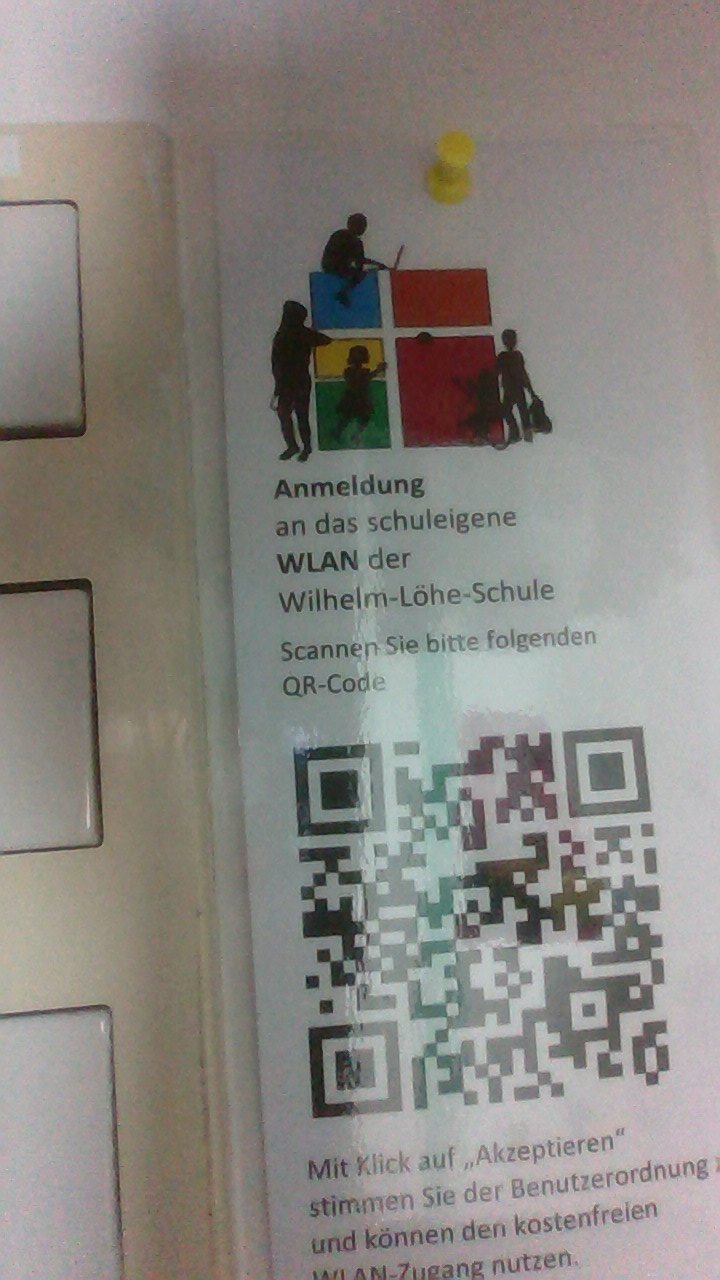 Anmeldung
an das schuleigene
WLAN der
Wilhelm-Löhe-Schule
Scannen Sie bitte folgenden
QR-Code
Mit Klick auf „Akzeptieren“
stimmen Sie der Benutzerordnung
und können den kostenfreien
WLAN-Zugang nutzen.